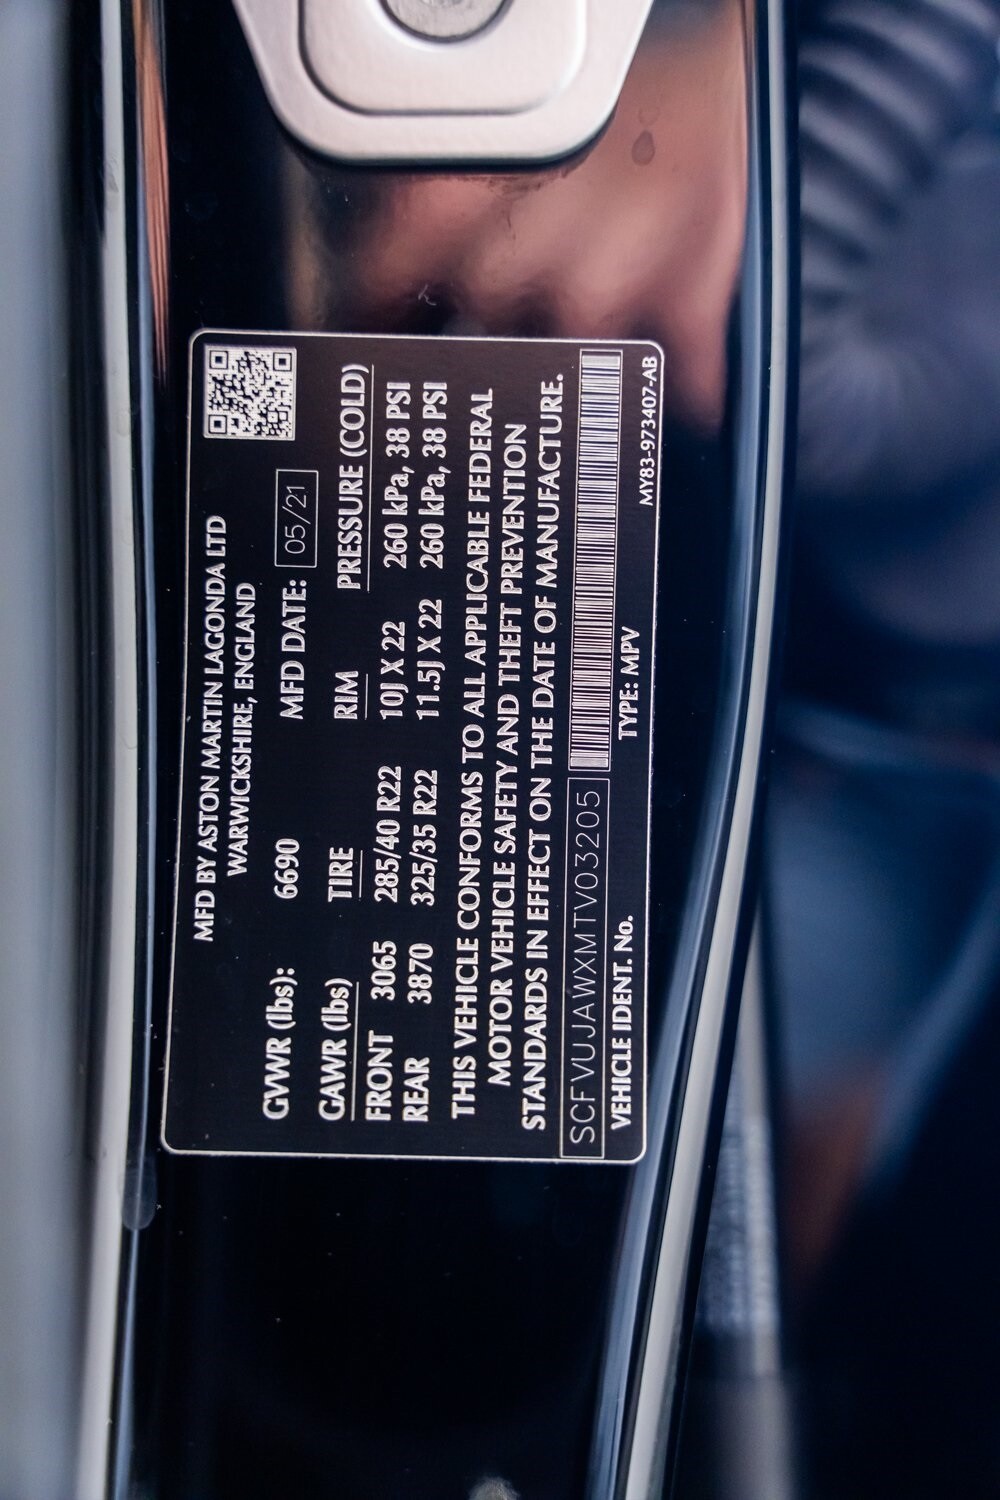 MFD BY ASTON MARTIN LAGONDA LTD
WARWICKSHIRE, ENGLAND
GVWR (lbs): 6690 MFD DATE: 05/21
GAWR (lbs) TIRE RIM PRESSURE (COLD)
FRONT 3065 285/40 R22 10J X 22 260 kPa, 38 PSI
REAR 3870 325/35 R22 11.5J X 22 260 kPa, 38 PSI
THIS VEHICLE CONFORMS TO ALL APPLICABLE FEDERAL
MOTOR VEHICLE SAFETY AND THEFT PREVENTION
STANDARDS IN EFFECT ON THE DATE OF MANUFACTURE.
SCFVUJAWXMTV03205
VEHICLE IDENT. No. TYPE: MPV MY83-973407-AB